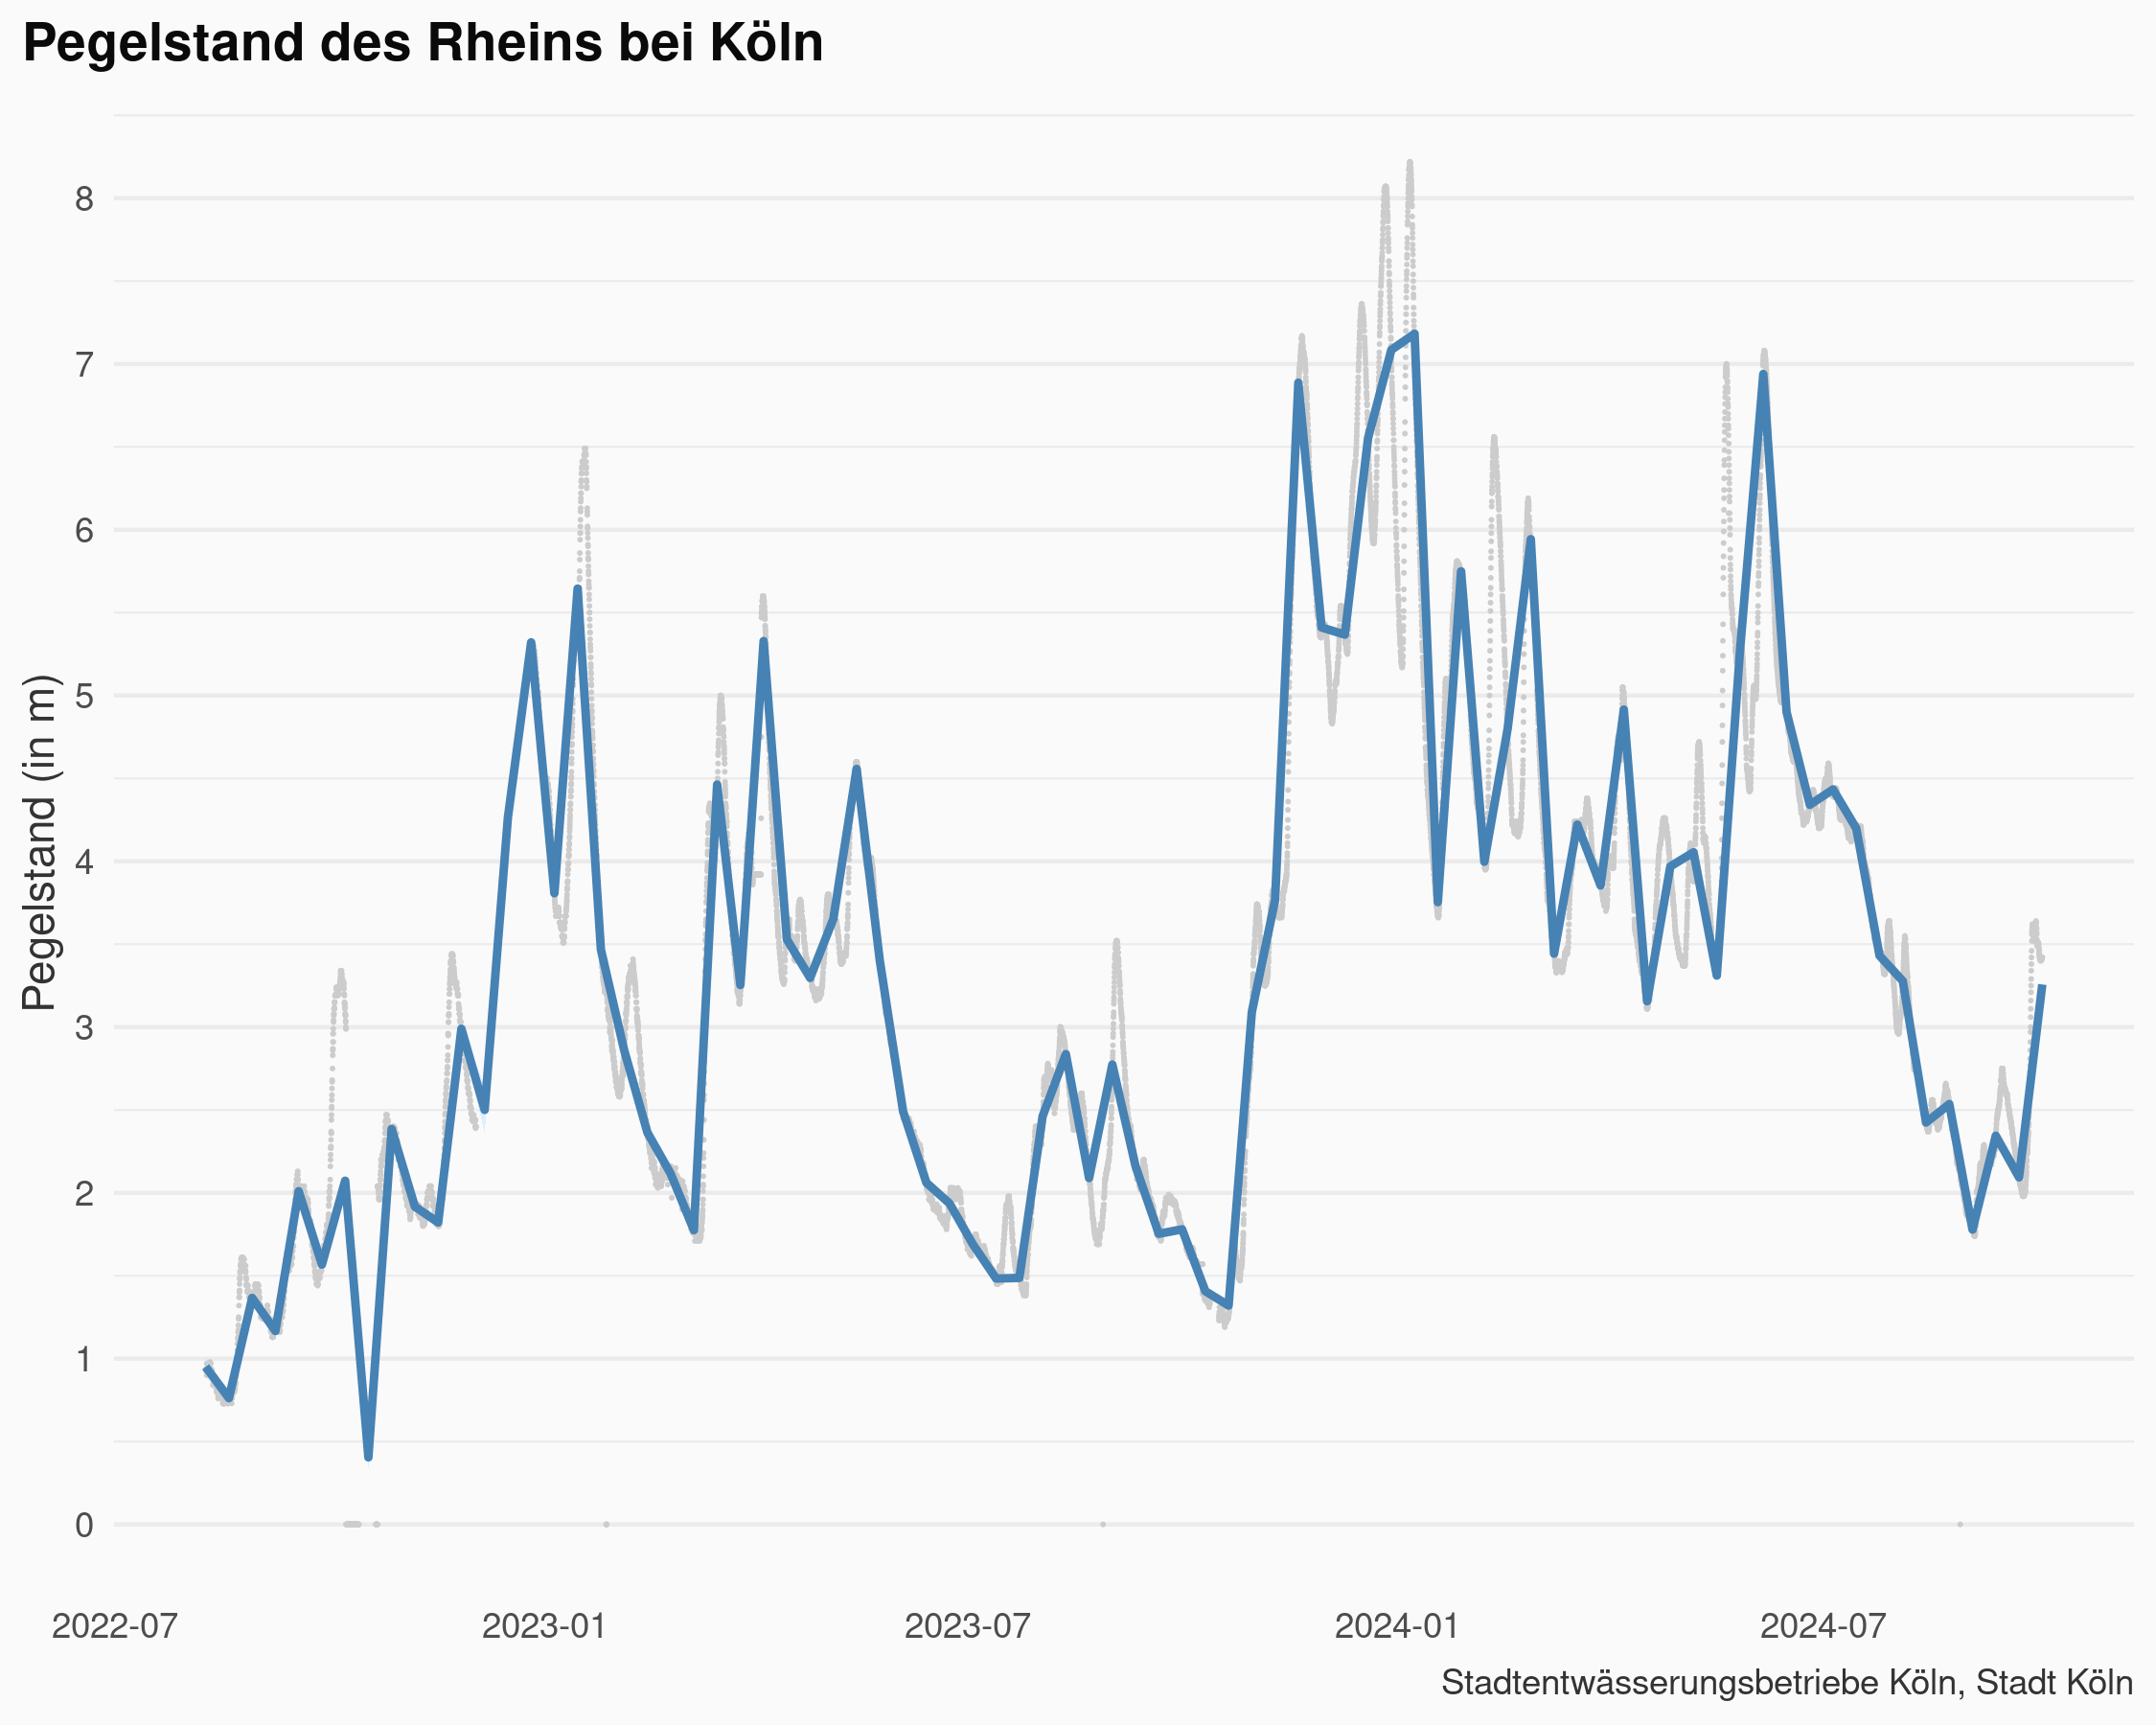 Pegelstand des Rheins bei Köln
Pegelstand (in m)
8
7
6
5
4
3
2
1
0
2022-07 2023-01 2023-07 2024-01 2024-07
Stadtentwässerungsbetriebe Köln, Stadt Köln